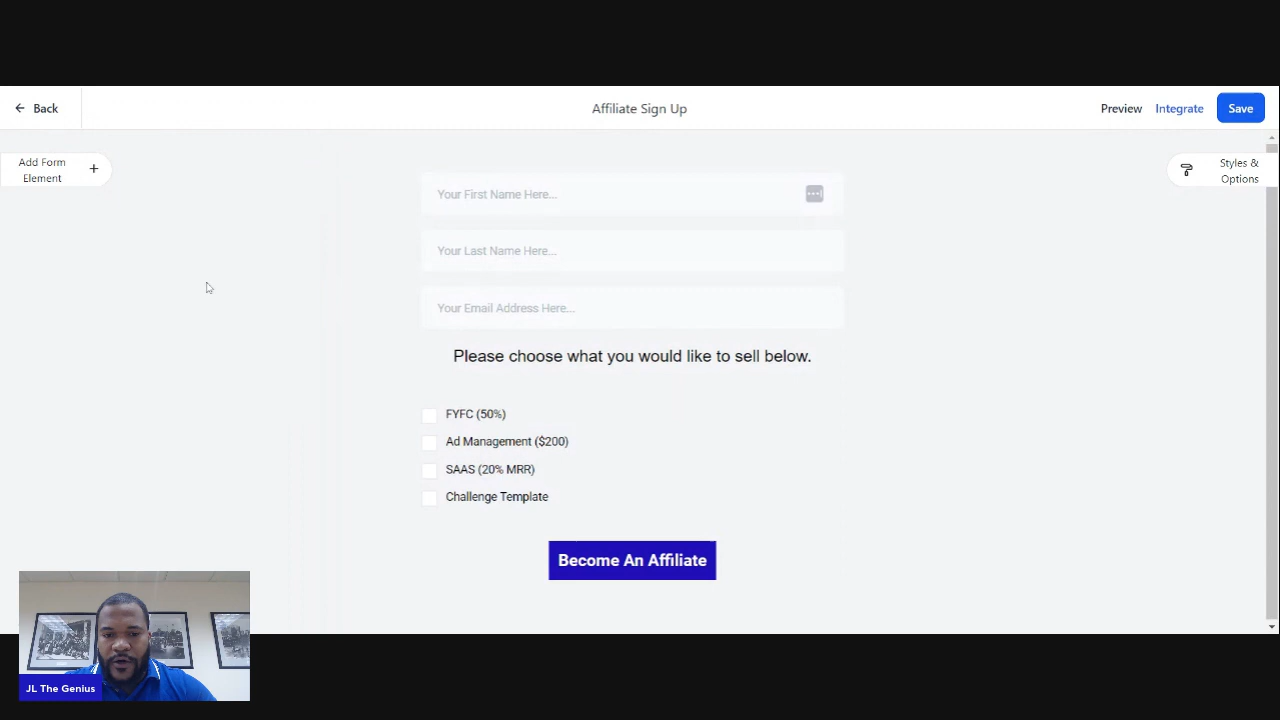 Back
Affiliate Sign Up
Preview
Integrate
Save
Add Form
Element
Styles &
Options
Your First Name Here...
Your Last Name Here...
Your Email Address Here...
Please choose what you would like to sell below.
FYFC (50%)
Ad Management ($200)
SAAS (20% MRR)
Challenge Template
Become An Affiliate
JL The Genius